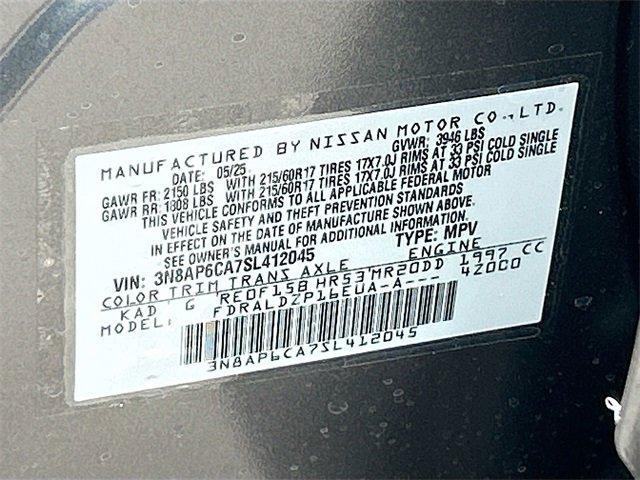 MANUFACTURED BY NISSAN MOTOR CO., LTD.
DATE: 05/25 GVWR: 3946 LBS
GAWR FR: 2150 LBS WITH 215/60R17 TIRES 17X7.0J RIMS AT 33 PSI COLD SINGLE
GAWR RR: 1808 LBS WITH 215/60R17 TIRES 17X7.0J RIMS AT 33 PSI COLD SINGLE
THIS VEHICLE CONFORMS TO ALL APPLICABLE FEDERAL MOTOR
VEHICLE SAFETY AND THEFT PREVENTION STANDARDS
IN EFFECT ON THE DATE OF MANUFACTURE SHOWN ABOVE.
SEE OWNER'S MANUAL FOR ADDITIONAL INFORMATION.
VIN: 3N8AP6CA7SL412045 TYPE: MPV
COLOR TRIM TRANS AXLE ENGINE
KAD G RE0F15B HR53 MR20DD 1997 CC
MODEL: FDRALDZP16EUA-A--- 42000
3N8AP6CA7SL412045